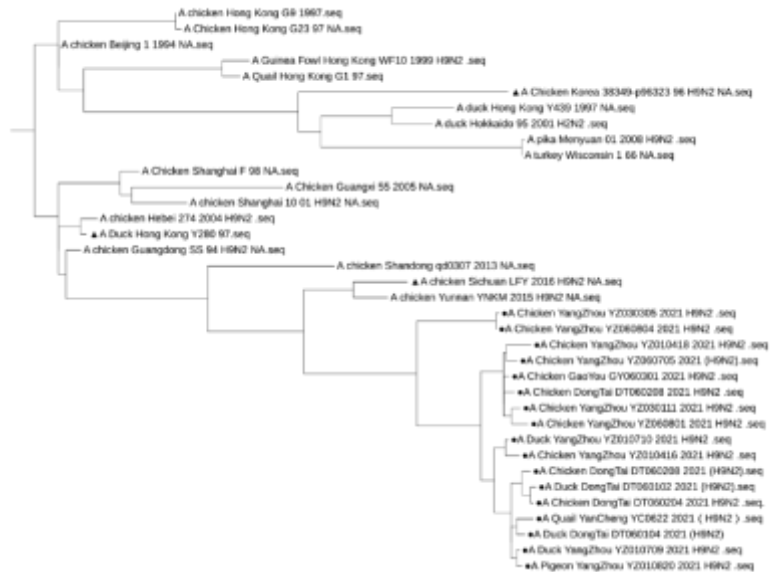 A chicken Hong Kong G9 1997.seq
A Chicken Hong Kong G23 97 NA.seq
A chicken Beijing 1 1994 NA.seq
A Guinea Fowl Hong Kong WF10 1999 H9N2 .seq
A Quail Hong Kong G1 97.seq
▲A Chicken Korea 38349-p96323 96 H9N2 NA.seq
A duck Hong Kong Y439 1997 NA.seq
A duck Hokkaido 95 2001 H2N2 .seq
A pika Menyuan 01 2008 H9N2 .seq
A turkey Wisconsin 1 66 NA.seq
A Chicken Shanghai F 98 NA.seq
A Chicken Guangxi 55 2005 NA.seq
A chicken Shanghai 10 01 H9N2 NA.seq
A chicken Hebei 274 2004 H9N2 .seq
▲A Duck Hong Kong Y280 97.seq
A chicken Guangdong SS 94 H9N2 NA.seq
A chicken Shandong qd0307 2013 NA.seq
▲A chicken Sichuan LFY 2016 H9N2 NA.seq
A chicken Yunnan YNKM 2015 H9N2 NA.seq
●A Chicken YangZhou YZ030305 2021 H9N2 .seq
●A Chicken YangZhou YZ060804 2021 H9N2 .seq
●A Chicken YangZhou YZ010418 2021 H9N2 .seq
●A Chicken YangZhou YZ060705 2021 (H9N2).seq
●A Chicken GaoYou GY060301 2021 H9N2 .seq
●A Chicken DongTai DT060208 2021 H9N2 .seq
●A Chicken YangZhou YZ030111 2021 H9N2 .seq
●A Chicken YangZhou YZ060801 2021 H9N2 .seq
●A Duck YangZhou YZ010710 2021 H9N2 .seq
●A Chicken YangZhou YZ010416 2021 H9N2 .seq
●A Chicken DongTai DT060208 2021 (H9N2).seq
●A Duck DongTai DT060102 2021 (H9N2).seq
●A Chicken DongTai DT060204 2021 H9N2 .seq.
●A Quail YanCheng YC0622 2021 ( H9N2 ) .seq
●A Duck DongTai DT060104 2021 (H9N2)
●A Duck YangZhou YZ010709 2021 H9N2 .seq
●A Pigeon YangZhou YZ010820 2021 H9N2 .seq